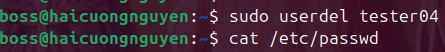 boss@haicuongnguyen:~$ sudo userdel tester04
boss@haicuongnguyen:~$ cat /etc/passwd